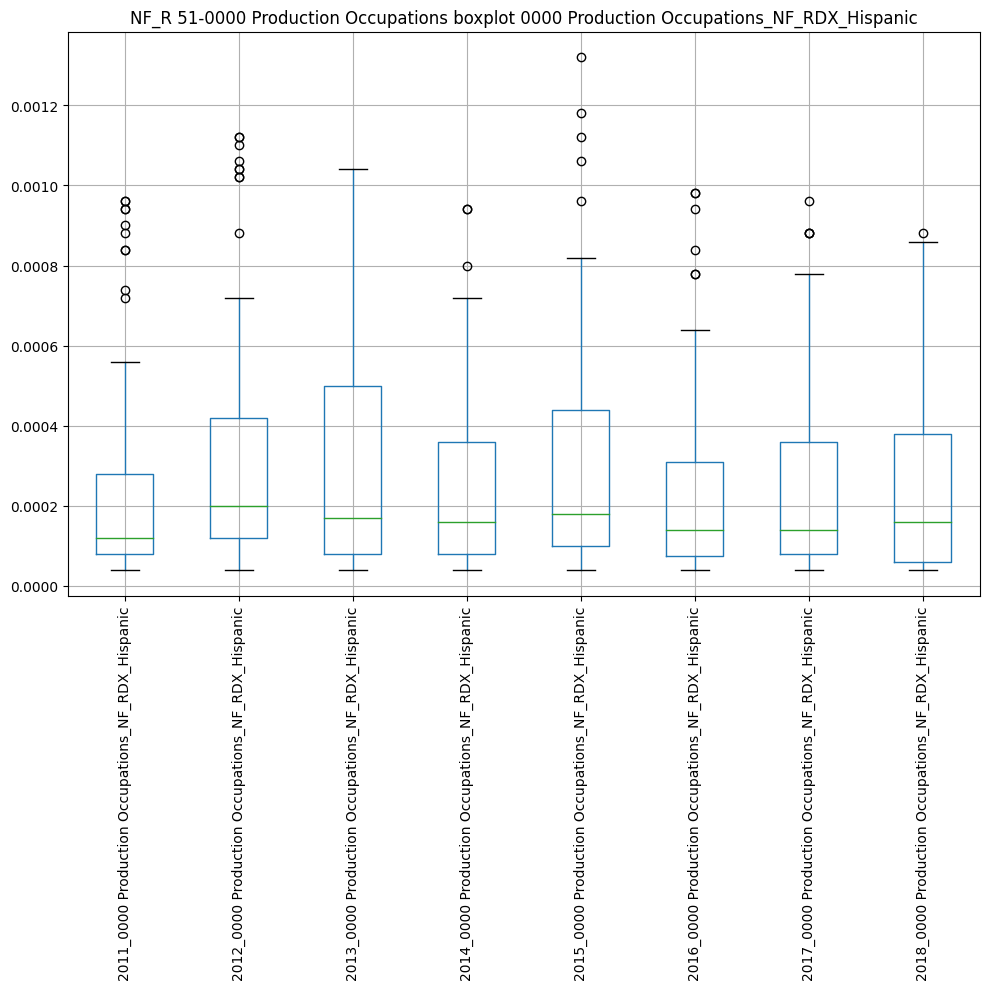 NF_R 51-0000 Production Occupations boxplot 0000 Production Occupations_NF_RDX_Hispanic
0.0012
0.0010
0.0008
0.0006
0.0004
0.0002
0.0000
2011_0000 Production Occupations_NF_RDX_Hispanic
2012_0000 Production Occupations_NF_RDX_Hispanic
2013_0000 Production Occupations_NF_RDX_Hispanic
2014_0000 Production Occupations_NF_RDX_Hispanic
2015_0000 Production Occupations_NF_RDX_Hispanic
2016_0000 Production Occupations_NF_RDX_Hispanic
2017_0000 Production Occupations_NF_RDX_Hispanic
2018_0000 Production Occupations_NF_RDX_Hispanic